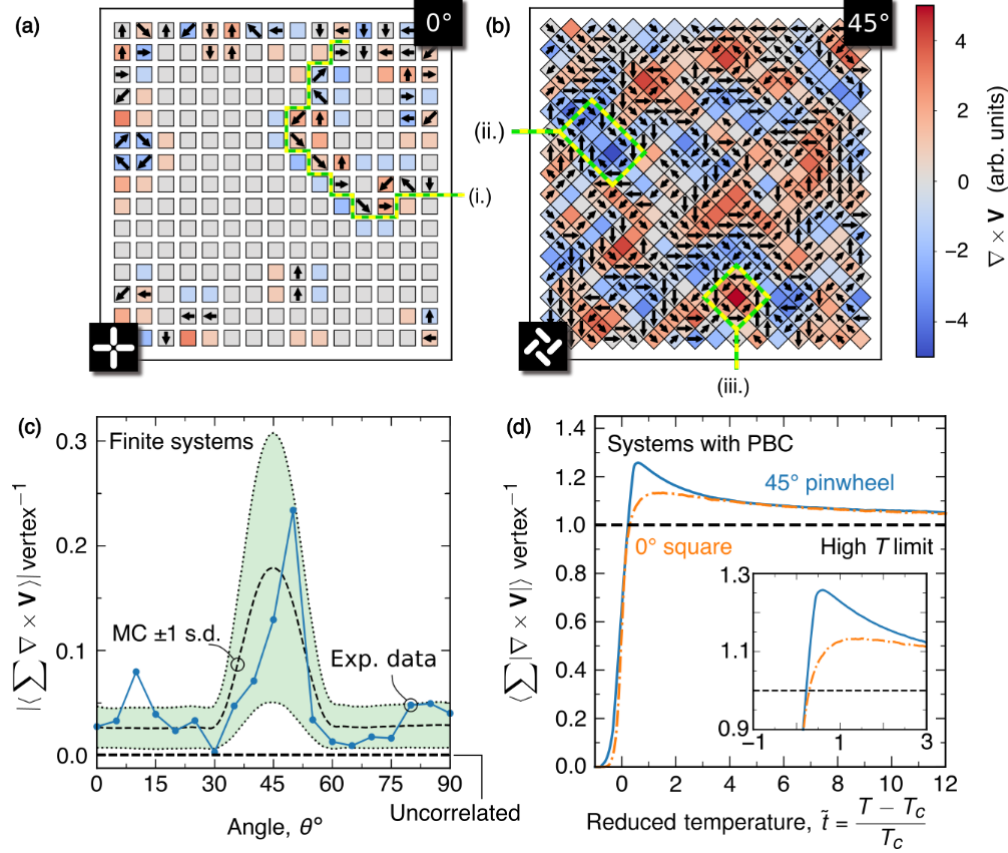 (a)
0°
(i.)
(b)
45°
(ii.)
(iii.)
4
2
0
−2
−4
∇ × V (arb. units)
(c)
Finite systems
|⟨∑ ∇ × V⟩| vertex⁻¹
0.3
0.2
0.1
0.0
MC ±1 s.d.
Exp. data
0 15 30 45 60 75 90
Uncorrelated
Angle, θ°
(d)
Systems with PBC
⟨∑ |∇ × V|⟩ vertex⁻¹
1.4
1.2
1.0
0.8
0.6
0.4
0.2
0.0
45° pinwheel
0° square
High T limit
1.3
1.1
0.9
−1 1 3
0 2 4 6 8 10 12
Reduced temperature, t̃ = (T − Tc)/Tc